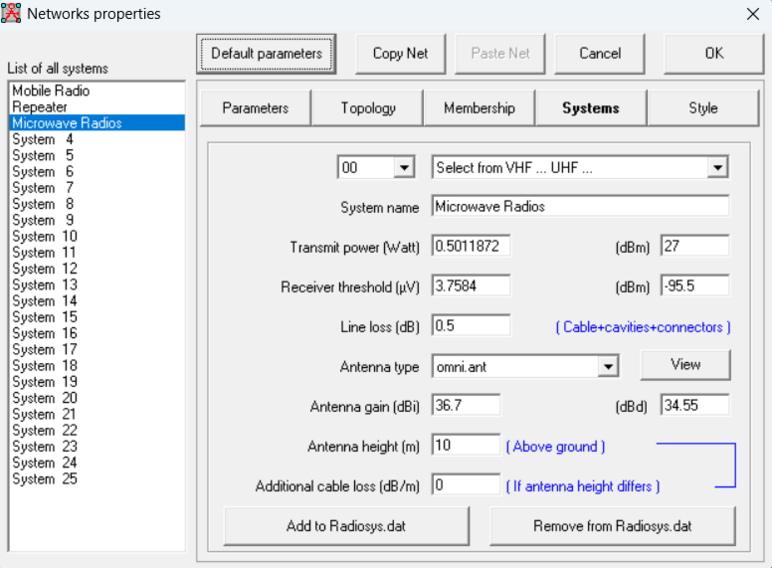 Networks properties
Default parameters
Copy Net
Paste Net
Cancel
OK
List of all systems
Mobile Radio
Repeater
Microwave Radios
System 4
System 5
System 6
System 7
System 8
System 9
System 10
System 11
System 12
System 13
System 14
System 15
System 16
System 17
System 18
System 19
System 20
System 21
System 22
System 23
System 24
System 25
Parameters
Topology
Membership
Systems
Style
00
Select from VHF ... UHF ...
System name
Microwave Radios
Transmit power (Watt)
0.5011872
(dBm)
27
Receiver threshold (µV)
3.7584
(dBm)
-95.5
Line loss (dB)
0.5
( Cable+cavities+connectors )
Antenna type
omni.ant
View
Antenna gain (dBi)
36.7
(dBd)
34.55
Antenna height (m)
10
( Above ground )
Additional cable loss (dB/m)
0
( If antenna height differs )
Add to Radiosys.dat
Remove from Radiosys.dat